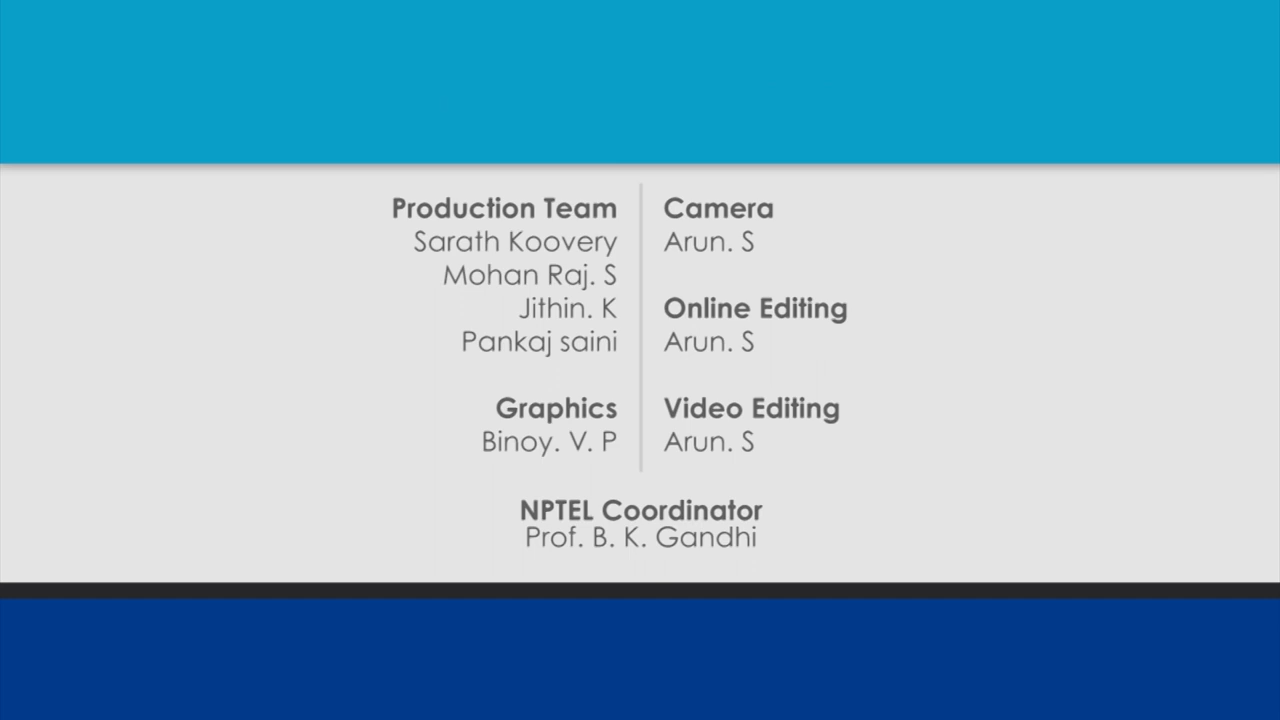 Production Team
Sarath Koovery
Mohan Raj. S
Jithin. K
Pankaj saini
Graphics
Binoy. V. P
Camera
Arun. S
Online Editing
Arun. S
Video Editing
Arun. S
NPTEL Coordinator
Prof. B. K. Gandhi